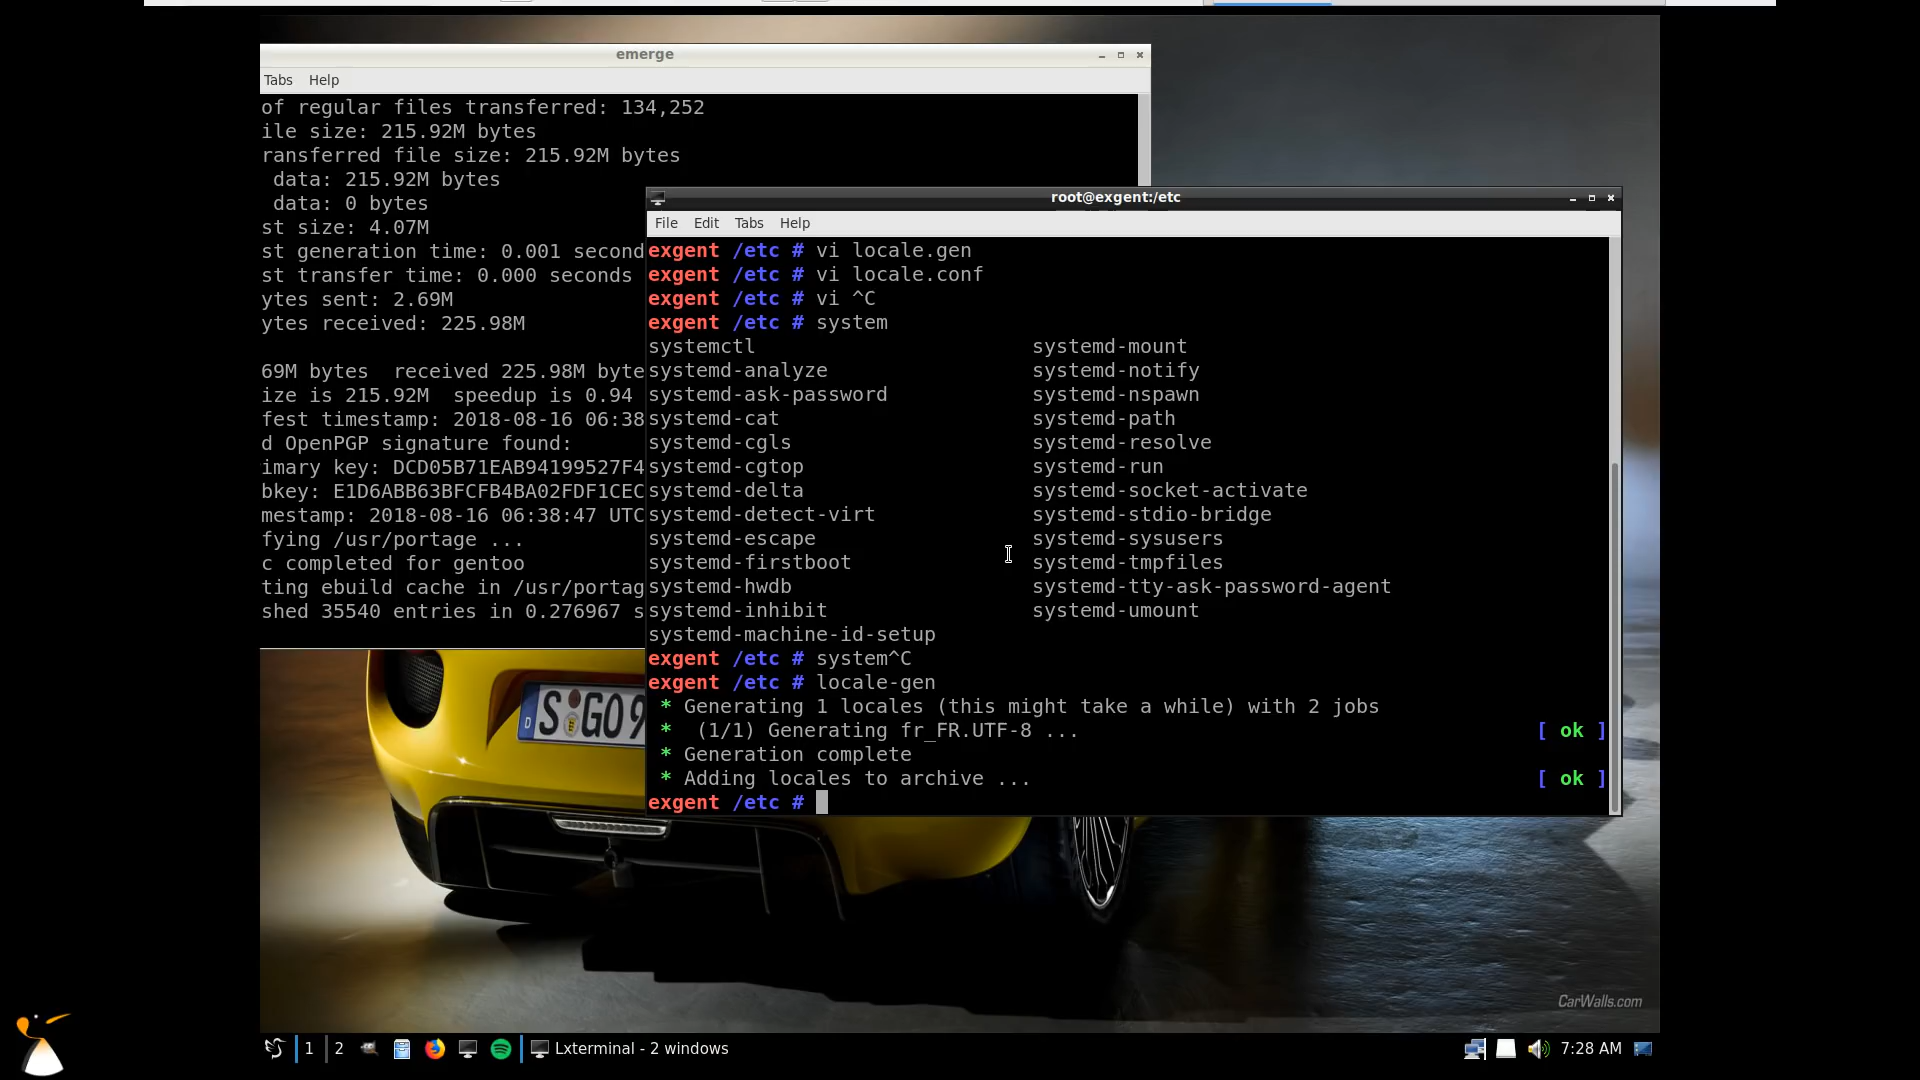 emerge
Tabs Help
of regular files transferred: 134,252
ile size: 215.92M bytes
ransferred file size: 215.92M bytes
data: 215.92M bytes
data: 0 bytes
st size: 4.07M
st generation time: 0.001 second
st transfer time: 0.000 seconds
ytes sent: 2.69M
ytes received: 225.98M
69M bytes  received 225.98M byte
ize is 215.92M  speedup is 0.94
fest timestamp: 2018-08-16 06:38
d OpenPGP signature found:
imary key: DCD05B71EAB94199527F4
bkey: E1D6ABB63BFCFB4BA02FDF1CEC
mestamp: 2018-08-16 06:38:47 UTC
fying /usr/portage ...
c completed for gentoo
ting ebuild cache in /usr/portag
shed 35540 entries in 0.276967 s
root@exgent:/etc
File Edit Tabs Help
exgent /etc # vi locale.gen
exgent /etc # vi locale.conf
exgent /etc # vi ^C
exgent /etc # system
systemctl systemd-mount
systemd-analyze systemd-notify
systemd-ask-password systemd-nspawn
systemd-cat systemd-path
systemd-cgls systemd-resolve
systemd-cgtop systemd-run
systemd-delta systemd-socket-activate
systemd-detect-virt systemd-stdio-bridge
systemd-escape systemd-sysusers
systemd-firstboot systemd-tmpfiles
systemd-hwdb systemd-tty-ask-password-agent
systemd-inhibit systemd-umount
systemd-machine-id-setup
exgent /etc # system^C
exgent /etc # locale-gen
* Generating 1 locales (this might take a while) with 2 jobs
*  (1/1) Generating fr_FR.UTF-8 ... [ ok ]
* Generation complete
* Adding locales to archive ... [ ok ]
exgent /etc #
D S GO 9
CarWalls.com
1 2 Lxterminal - 2 windows 7:28 AM